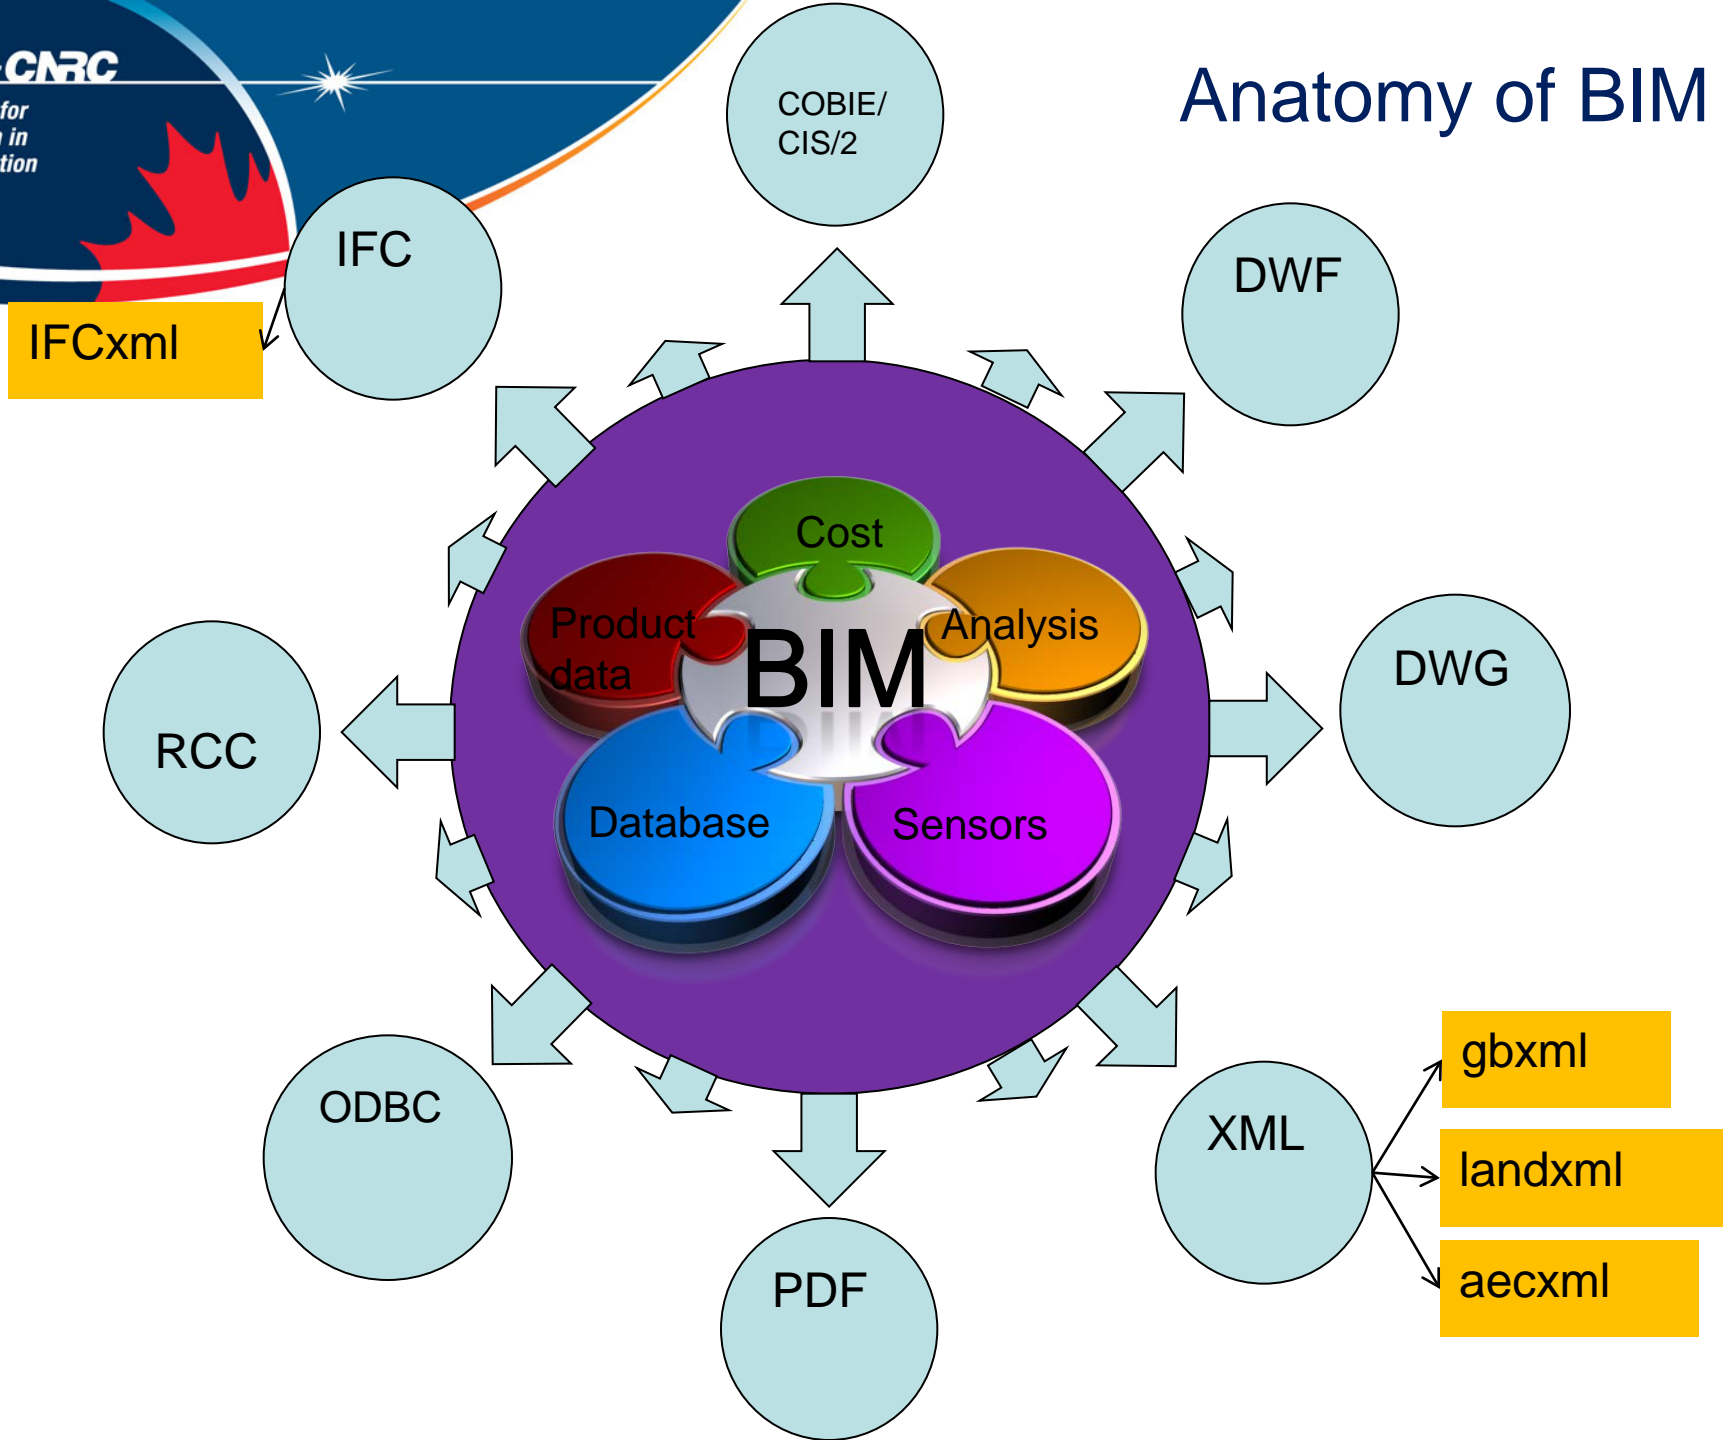 CNRC
for
in
Anatomy of BIM
COBIE/
CIS/2
IFC
DWF
IFCxml
Cost
Product
data
Analysis
BIM
DWG
RCC
Database
Sensors
ODBC
XML
gbxml
landxml
aecxml
PDF